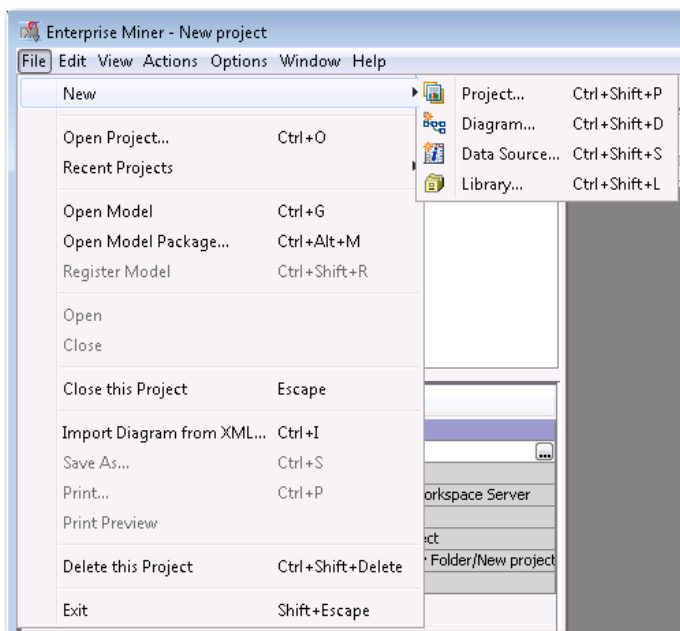 Enterprise Miner - New project
File Edit View Actions Options Window Help
New
Project... Ctrl+Shift+P
Diagram... Ctrl+Shift+D
Data Source... Ctrl+Shift+S
Library... Ctrl+Shift+L
Open Project... Ctrl+O
Recent Projects
Open Model Ctrl+G
Open Model Package... Ctrl+Alt+M
Register Model Ctrl+Shift+R
Open
Close
Close this Project Escape
Import Diagram from XML... Ctrl+I
...
Save As... Ctrl+S
Print... Ctrl+P
orkspace Server
Print Preview
ect
Folder/New project
Delete this Project Ctrl+Shift+Delete
Exit Shift+Escape